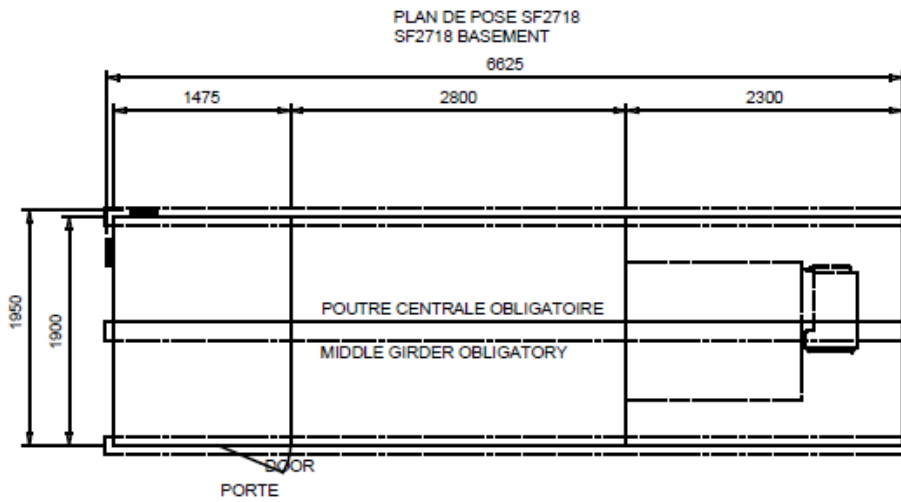 PLAN DE POSE SF2718
SF2718 BASEMENT
6625
1475
2800
2300
1950
1900
POUTRE CENTRALE OBLIGATOIRE
MIDDLE GIRDER OBLIGATORY
DOOR
PORTE